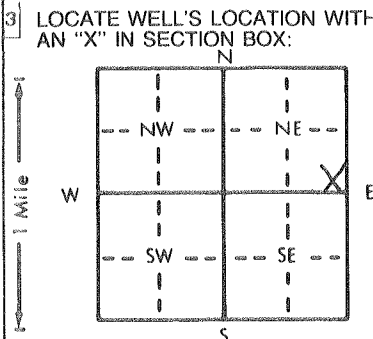 3 LOCATE WELL'S LOCATION WITH
AN "X" IN SECTION BOX:
N
NW NE
X
W E
1 Mile
SW SE
S